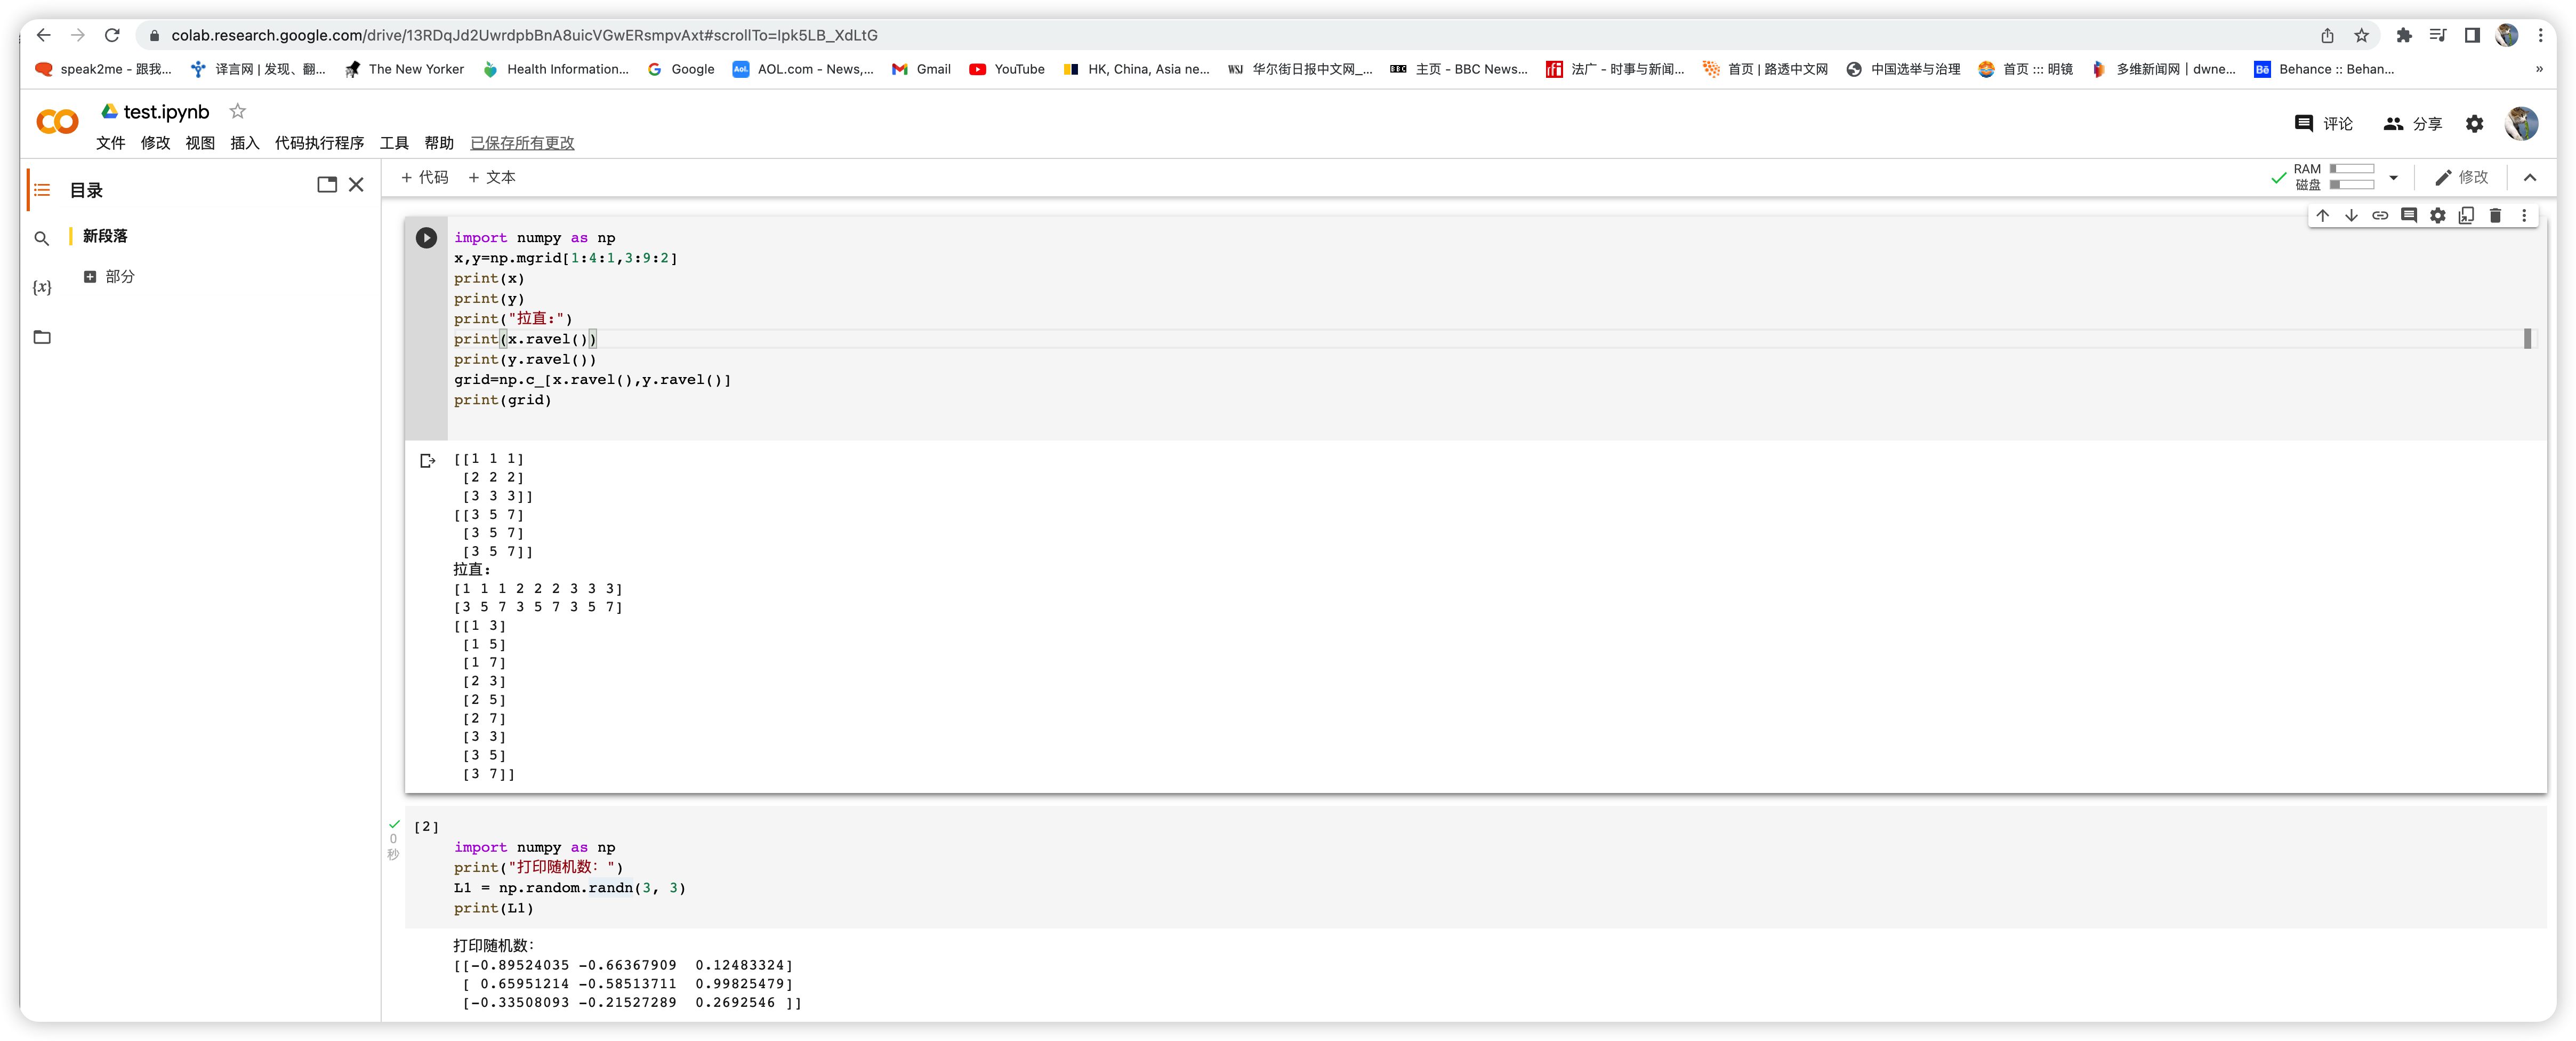 colab.research.google.com/drive/13RDqJd2UwrdpbBnA8uicVGwERsmpvAxt#scrollTo=Ipk5LB_XdLtG
speak2me - 跟我... 译言网 | 发现、翻... The New Yorker Health Information... Google AOL.com - News,... Gmail YouTube HK, China, Asia ne... 华尔街日报中文网_... 主页 - BBC News... 法广 - 时事与新闻... 首页 | 路透中文网 中国选举与治理 首页 ::: 明镜 多维新闻网 | dwne... Behance :: Behan... »
test.ipynb
文件 修改 视图 插入 代码执行程序 工具 帮助 已保存所有更改
评论 分享
目录
+ 代码 + 文本
RAM
磁盘
修改
新段落
部分
{x}
import numpy as np
x,y=np.mgrid[1:4:1,3:9:2]
print(x)
print(y)
print("拉直:")
print(x.ravel())
print(y.ravel())
grid=np.c_[x.ravel(),y.ravel()]
print(grid)
[[1 1 1]
[2 2 2]
[3 3 3]]
[[3 5 7]
[3 5 7]
[3 5 7]]
拉直:
[1 1 1 2 2 2 3 3 3]
[3 5 7 3 5 7 3 5 7]
[[1 3]
[1 5]
[1 7]
[2 3]
[2 5]
[2 7]
[3 3]
[3 5]
[3 7]]
[2]
0
秒
import numpy as np
print("打印随机数：")
L1 = np.random.randn(3, 3)
print(L1)
打印随机数：
[[-0.89524035 -0.66367909 0.12483324]
[ 0.65951214 -0.58513711 0.99825479]
[-0.33508093 -0.21527289 0.2692546 ]]